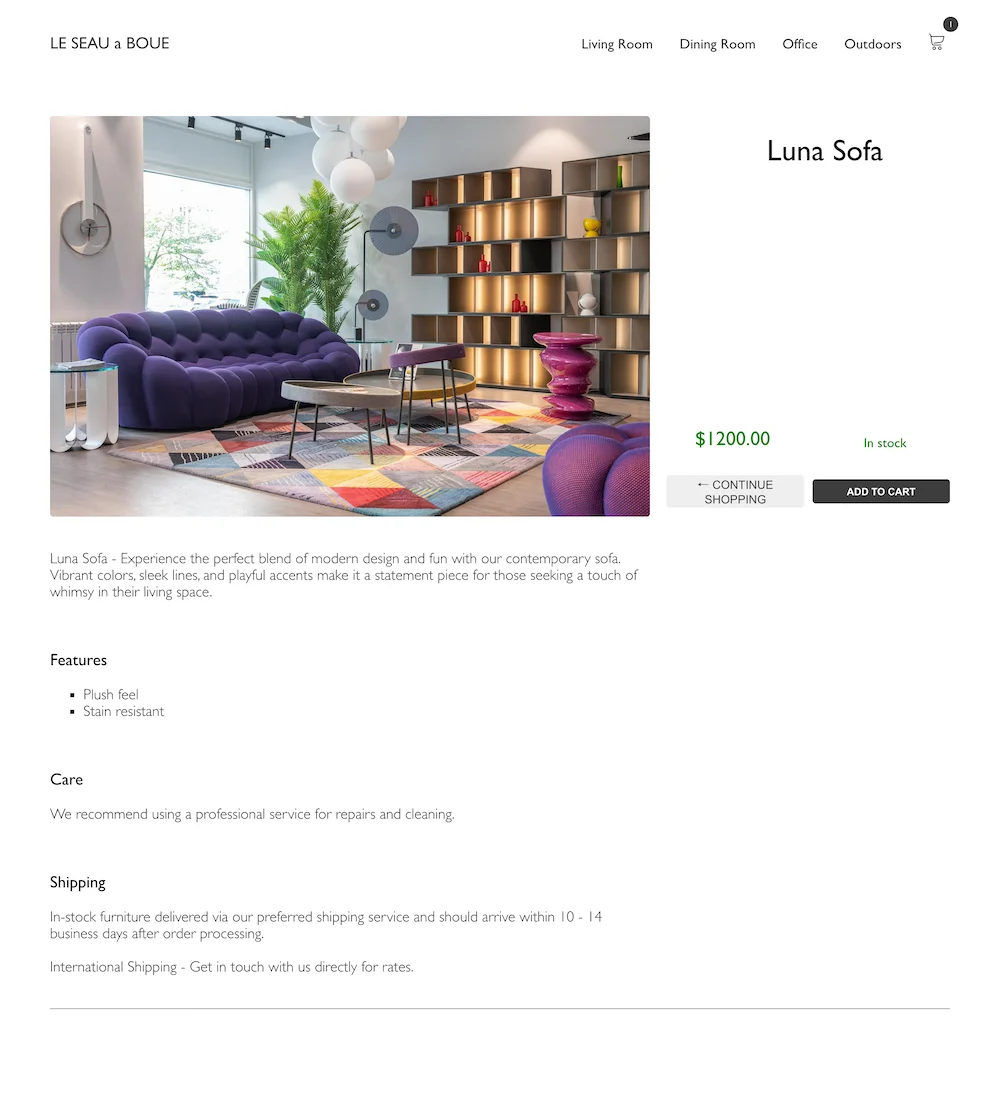 LE SEAU a BOUE
Living Room
Dining Room
Office
Outdoors
1
Luna Sofa
$1200.00
In stock
← CONTINUE
SHOPPING
ADD TO CART
Luna Sofa - Experience the perfect blend of modern design and fun with our contemporary sofa.
Vibrant colors, sleek lines, and playful accents make it a statement piece for those seeking a touch of
whimsy in their living space.
Features
▪ Plush feel
▪ Stain resistant
Care
We recommend using a professional service for repairs and cleaning.
Shipping
In-stock furniture delivered via our preferred shipping service and should arrive within 10 - 14
business days after order processing.
International Shipping - Get in touch with us directly for rates.